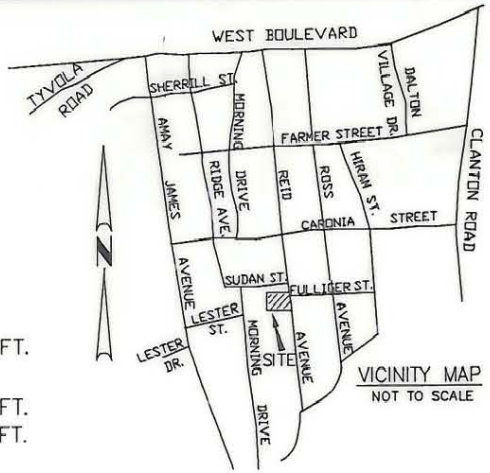 WEST BOULEVARD
TYVOLA
ROAD
SHERRILL ST.
MORNING
DRIVE
VILLAGE DR.
DALTON
AMAY
JAMES
AVENUE
RIDGE AVE.
FARMER STREET
REID
ROSS
HIRAM ST.
CLANTON ROAD
CARONIA STREET
N
SUDAN ST.
FULLIGER ST.
LESTER
ST.
LESTER
DR.
MORNING
DRIVE
SITE
AVENUE
AVENUE
FT.
FT.
FT.
VICINITY MAP
NOT TO SCALE